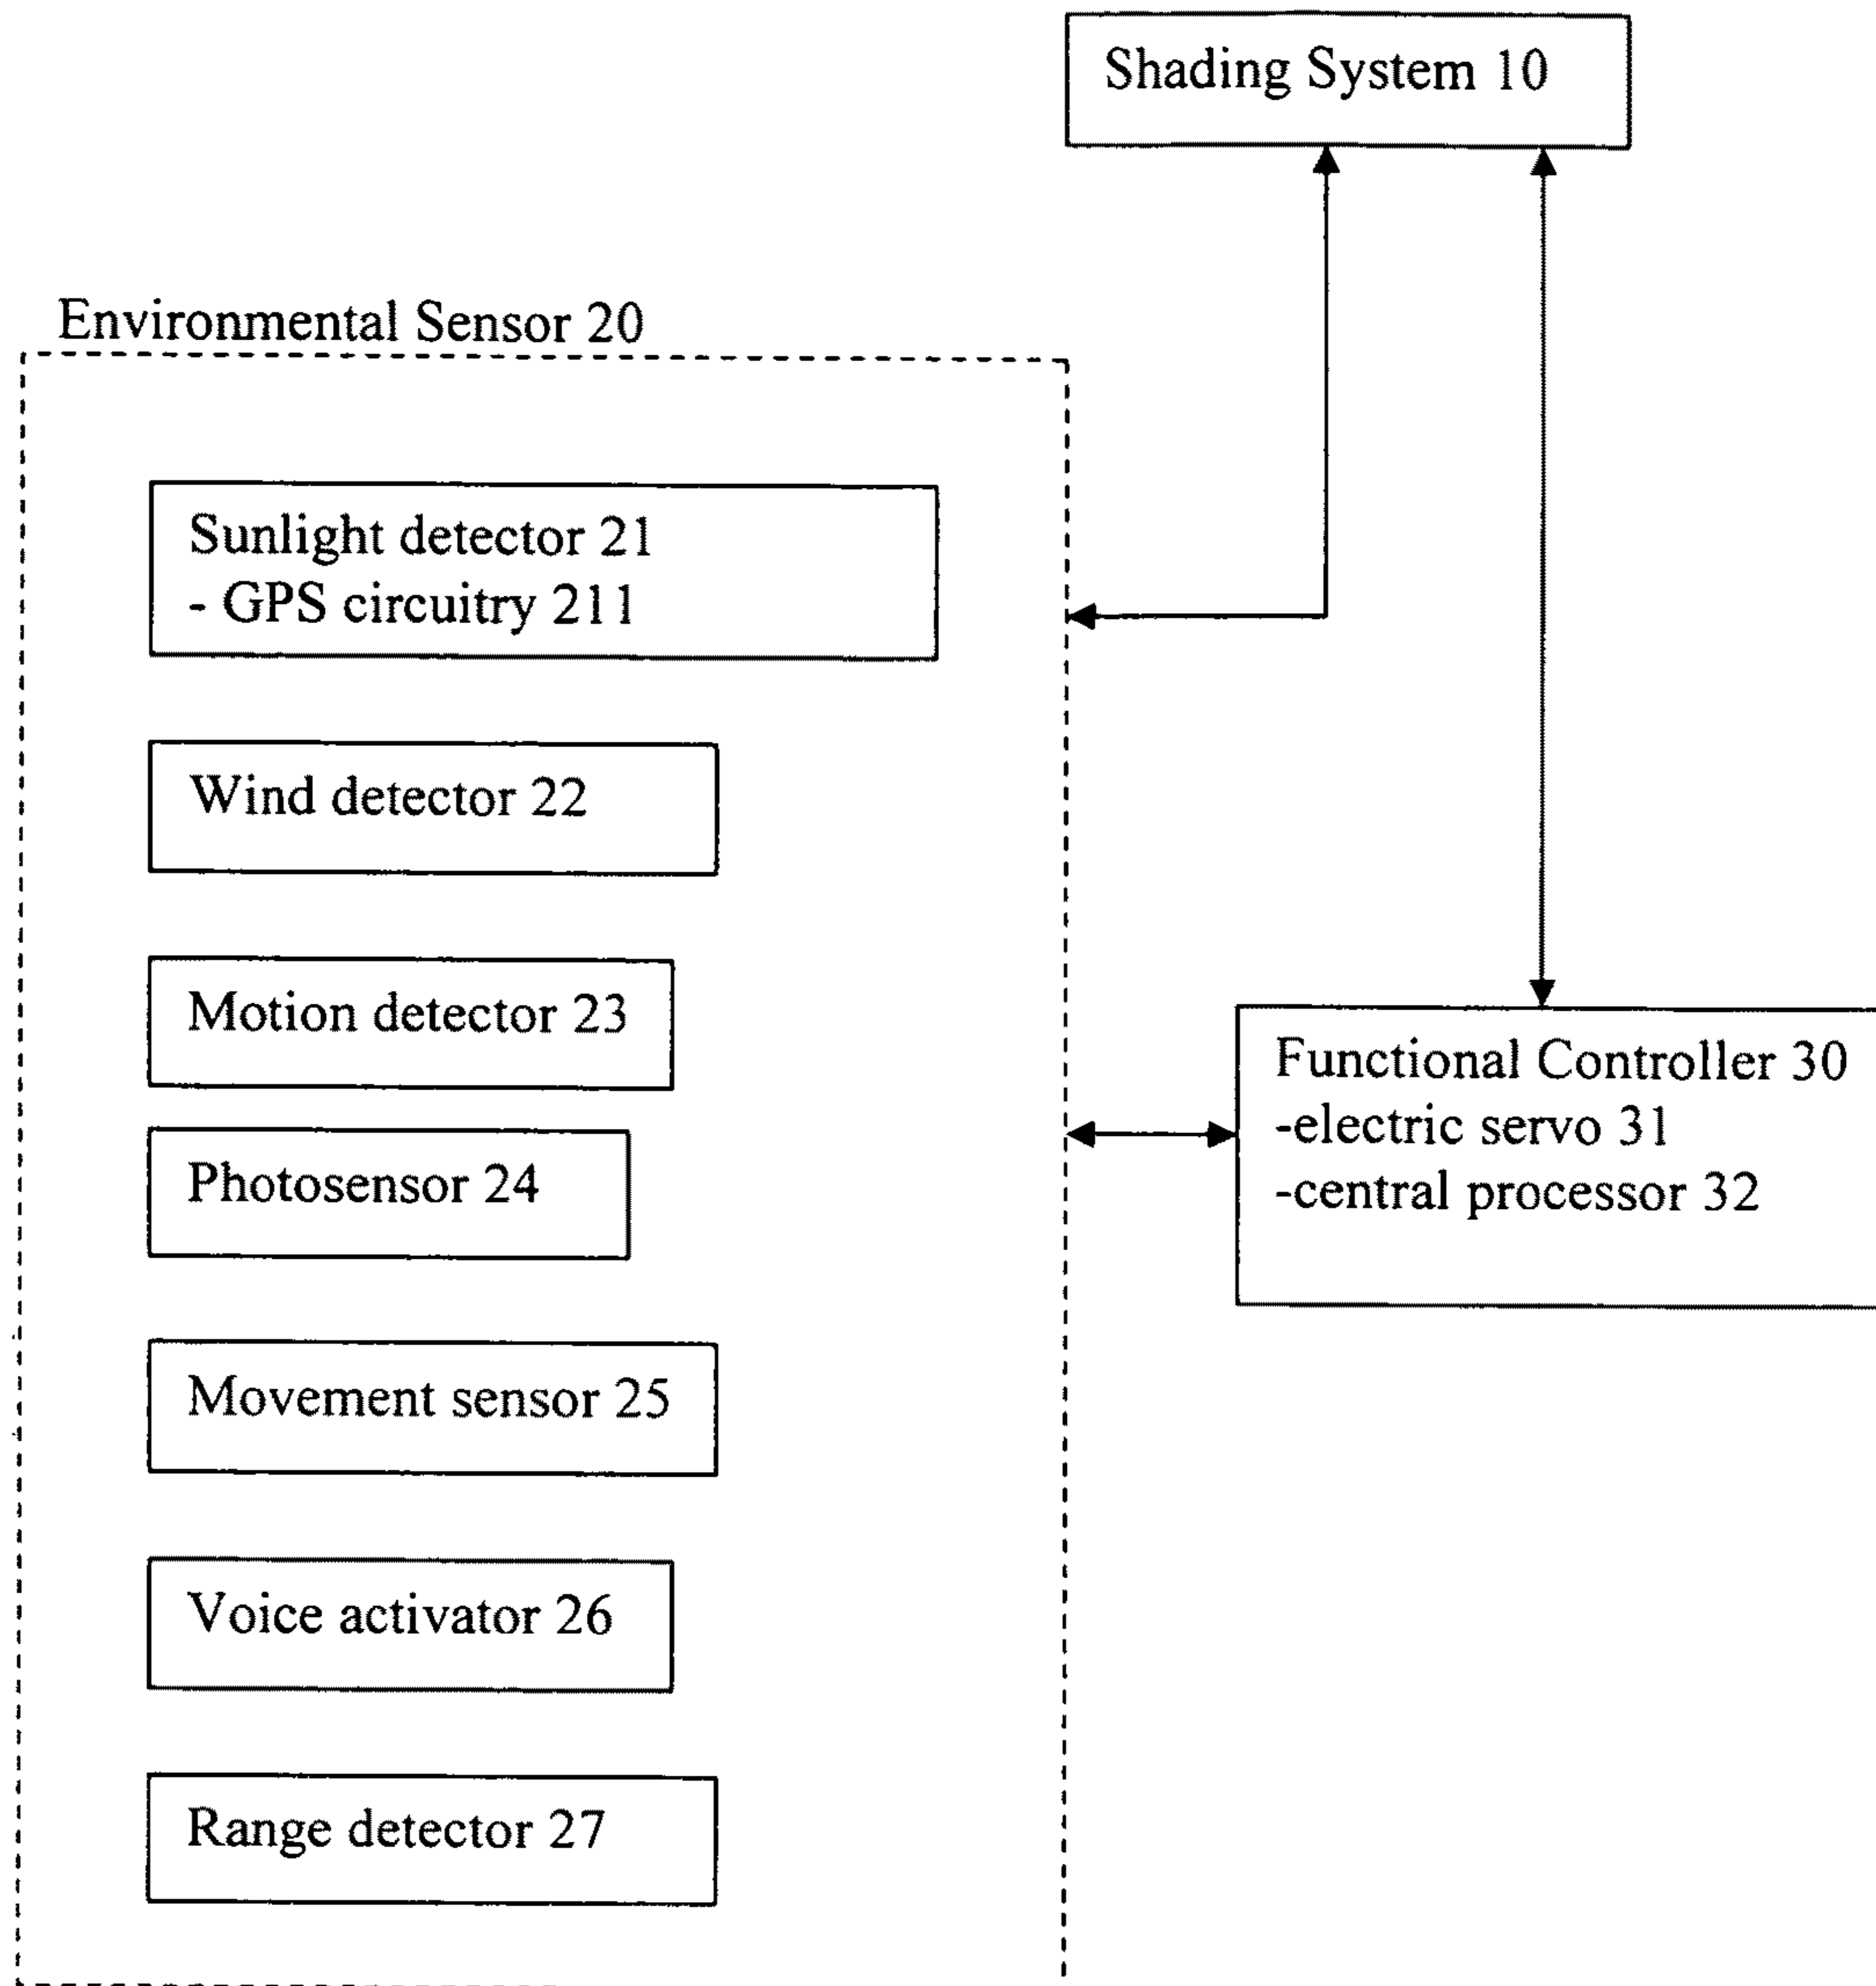 Shading System 10
Environmental Sensor 20
Sunlight detector 21
- GPS circuitry 211
Wind detector 22
Motion detector 23
Photosensor 24
Movement sensor 25
Voice activator 26
Range detector 27
Functional Controller 30
-electric servo 31
-central processor 32